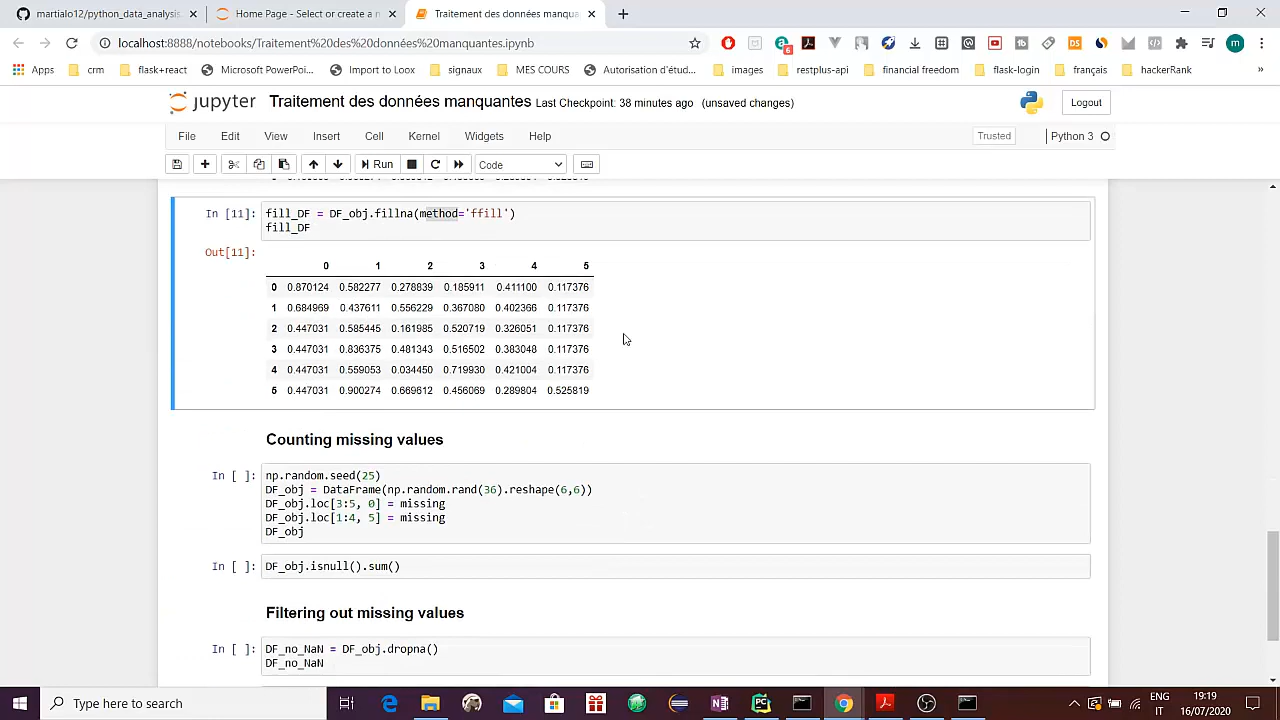 martialo12/python_data_analysis
Home Page - Select or create a n
Traitement des données manqua
localhost:8888/notebooks/Traitement%20des%20données%20manquantes.ipynb
6
m
Apps
crm
flask+react
Microsoft PowerPoi...
Import to Loox
signaux
MES COURS
Autorisation d'étud...
images
restplus-api
financial freedom
flask-login
français
hackerRank
»
jupyter Traitement des données manquantes Last Checkpoint: 38 minutes ago (unsaved changes)
Logout
File Edit View Insert Cell Kernel Widgets Help
Trusted
Python 3
Run
Code
In [11]: fill_DF = DF_obj.fillna(method='ffill')
fill_DF
Out[11]:
0 1 2 3 4 5
0 0.870124 0.582277 0.278839 0.185911 0.411100 0.117376
1 0.684969 0.437611 0.556229 0.367080 0.402366 0.117376
2 0.447031 0.585445 0.161985 0.520719 0.326051 0.117376
3 0.447031 0.836375 0.481343 0.516502 0.383048 0.117376
4 0.447031 0.559053 0.034450 0.719930 0.421004 0.117376
5 0.447031 0.900274 0.669612 0.456069 0.289804 0.525819
Counting missing values
In [ ]: np.random.seed(25)
DF_obj = DataFrame(np.random.rand(36).reshape(6,6))
DF_obj.loc[3:5, 0] = missing
DF_obj.loc[1:4, 5] = missing
DF_obj
In [ ]: DF_obj.isnull().sum()
Filtering out missing values
In [ ]: DF_no_NaN = DF_obj.dropna()
DF_no_NaN
Type here to search
ENG
IT
19:19
16/07/2020